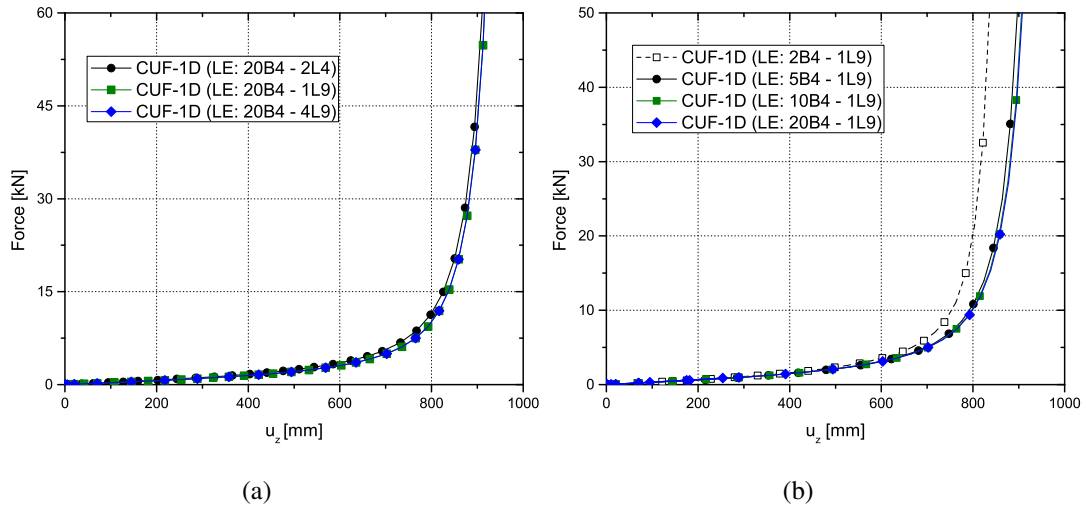 60
45
30
15
0
Force [kN]
CUF-1D (LE: 20B4 - 2L4)
CUF-1D (LE: 20B4 - 1L9)
CUF-1D (LE: 20B4 - 4L9)
0 200 400 600 800 1000
u_z [mm]
(a)
50
40
30
20
10
0
Force [kN]
CUF-1D (LE: 2B4 - 1L9)
CUF-1D (LE: 5B4 - 1L9)
CUF-1D (LE: 10B4 - 1L9)
CUF-1D (LE: 20B4 - 1L9)
0 200 400 600 800 1000
u_z [mm]
(b)